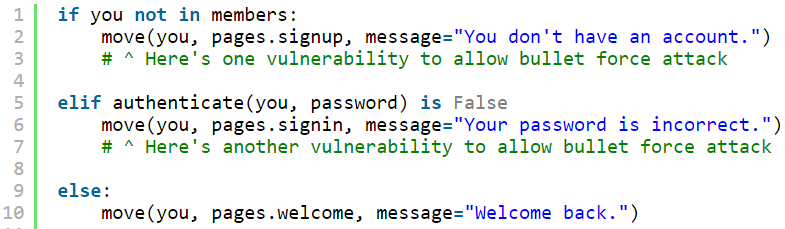 1 if you not in members:
2 move(you, pages.signup, message="You don't have an account.")
3 # ^ Here's one vulnerability to allow bullet force attack
4
5 elif authenticate(you, password) is False
6 move(you, pages.signin, message="Your password is incorrect.")
7 # ^ Here's another vulnerability to allow bullet force attack
8
9 else:
10 move(you, pages.welcome, message="Welcome back.")